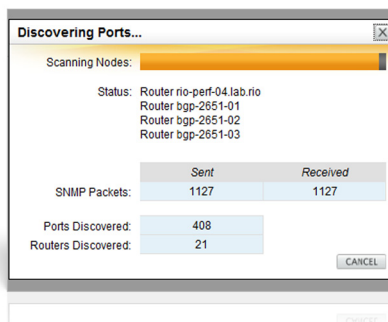 Discovering Ports...
X
Scanning Nodes:
Status: Router rio-perf-04.lab.rio
Router bgp-2651-01
Router bgp-2651-02
Router bgp-2651-03
Sent Received
SNMP Packets: 1127 1127
Ports Discovered: 408
Routers Discovered: 21
CANCEL